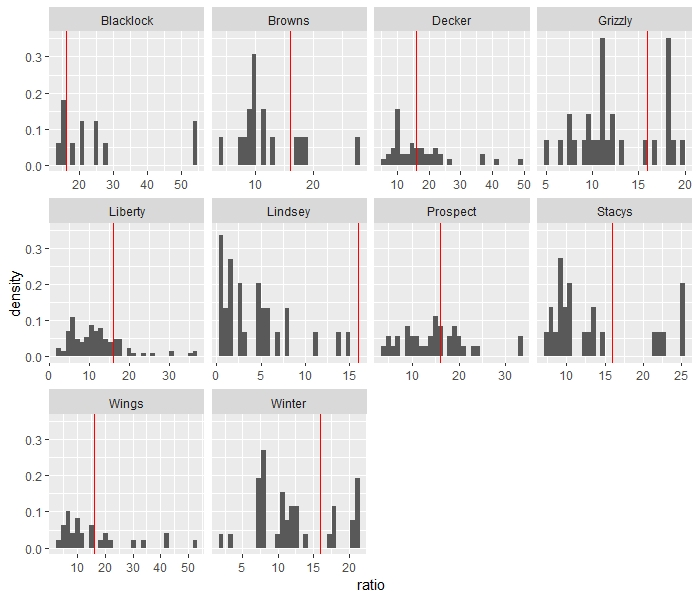 Blacklock Browns Decker Grizzly
0.3
0.2
0.1
0.0
20 30 40 50 10 20 10 20 30 40 50 5 10 15 20
Liberty Lindsey Prospect Stacys
0.3
0.2
0.1
0.0
0 10 20 30 0 5 10 15 10 20 30 10 15 20 25
density
Wings Winter
0.3
0.2
0.1
0.0
10 20 30 40 50 5 10 15 20
ratio